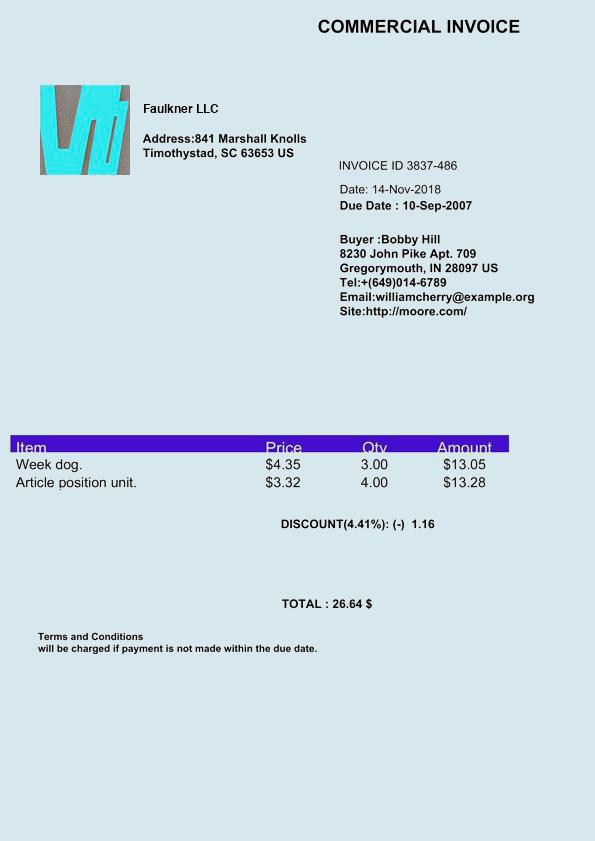 COMMERCIAL INVOICE
Faulkner LLC
Address:841 Marshall Knolls
Timothystad, SC 63653 US
INVOICE ID 3837-486
Date: 14-Nov-2018
Due Date : 10-Sep-2007
Buyer :Bobby Hill
8230 John Pike Apt. 709
Gregorymouth, IN 28097 US
Tel:+(649)014-6789
Email:williamcherry@example.org
Site:http://moore.com/
Item Price Qty Amount
Week dog. $4.35 3.00 $13.05
Article position unit. $3.32 4.00 $13.28
DISCOUNT(4.41%): (-) 1.16
TOTAL : 26.64 $
Terms and Conditions
will be charged if payment is not made within the due date.